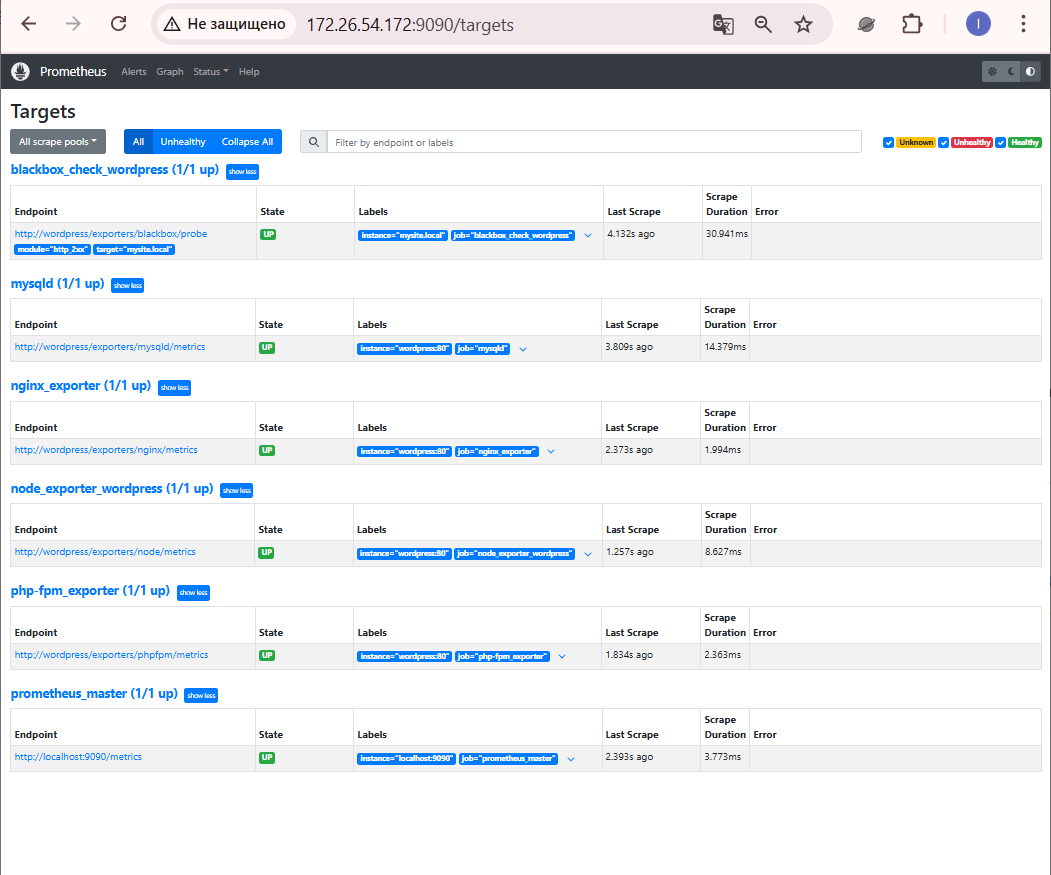 Не защищено 172.26.54.172:9090/targets I
Prometheus Alerts Graph Status Help
Targets
All scrape pools All Unhealthy Collapse All Filter by endpoint or labels Unknown Unhealthy Healthy
blackbox_check_wordpress (1/1 up) show less
Endpoint State Labels Last Scrape Scrape Duration Error
http://wordpress/exporters/blackbox/probe UP instance="mysite.local" job="blackbox_check_wordpress" 4.132s ago 30.941ms
module="http_2xx" target="mysite.local"
mysqld (1/1 up) show less
Endpoint State Labels Last Scrape Scrape Duration Error
http://wordpress/exporters/mysqld/metrics UP instance="wordpress:80" job="mysqld" 3.809s ago 14.379ms
nginx_exporter (1/1 up) show less
Endpoint State Labels Last Scrape Scrape Duration Error
http://wordpress/exporters/nginx/metrics UP instance="wordpress:80" job="nginx_exporter" 2.373s ago 1.994ms
node_exporter_wordpress (1/1 up) show less
Endpoint State Labels Last Scrape Scrape Duration Error
http://wordpress/exporters/node/metrics UP instance="wordpress:80" job="node_exporter_wordpress" 1.257s ago 8.627ms
php-fpm_exporter (1/1 up) show less
Endpoint State Labels Last Scrape Scrape Duration Error
http://wordpress/exporters/phpfpm/metrics UP instance="wordpress:80" job="php-fpm_exporter" 1.834s ago 2.363ms
prometheus_master (1/1 up) show less
Endpoint State Labels Last Scrape Scrape Duration Error
http://localhost:9090/metrics UP instance="localhost:9090" job="prometheus_master" 2.393s ago 3.773ms